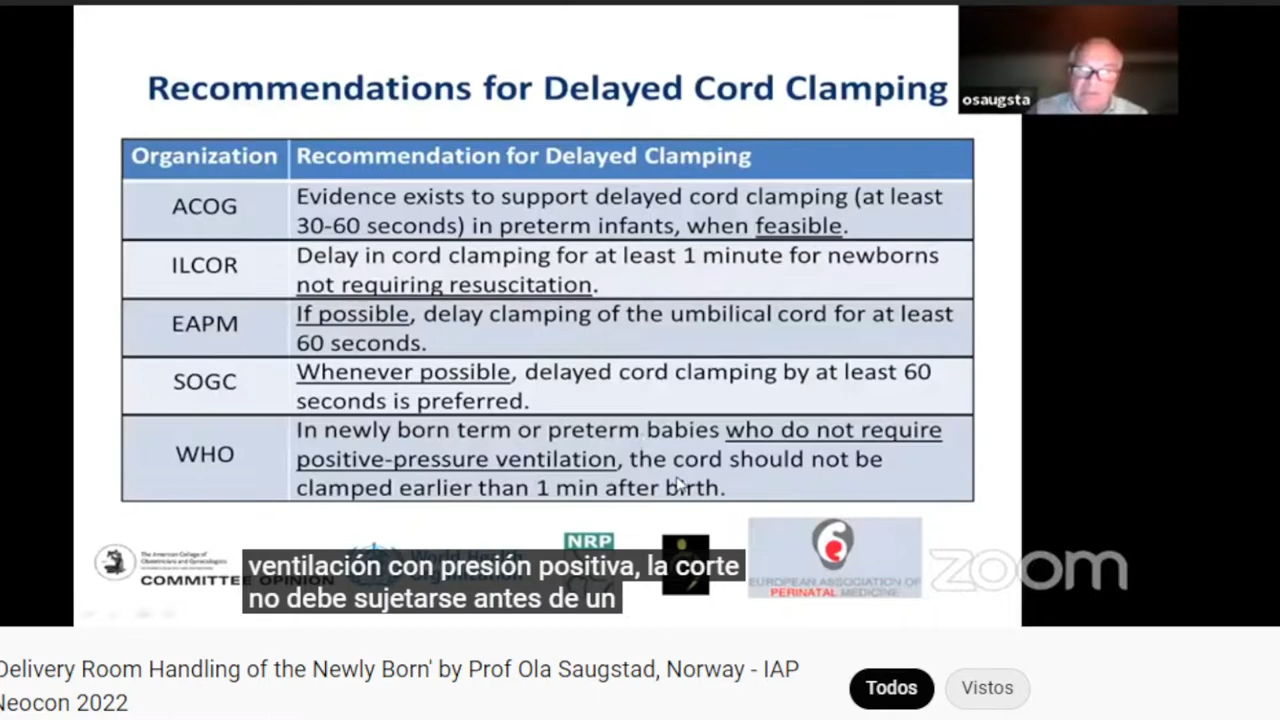 Recommendations for Delayed Cord Clamping
osaugsta
Organization Recommendation for Delayed Clamping
ACOG
Evidence exists to support delayed cord clamping (at least
30-60 seconds) in preterm infants, when feasible.
ILCOR
Delay in cord clamping for at least 1 minute for newborns
not requiring resuscitation.
EAPM
If possible, delay clamping of the umbilical cord for at least
60 seconds.
SOGC
Whenever possible, delayed cord clamping by at least 60
seconds is preferred.
WHO
In newly born term or preterm babies who do not require
positive-pressure ventilation, the cord should not be
clamped earlier than 1 min after birth.
The American College of
Obstetricians and Gynecologists
COMMITTEE OPINION
World Health
Organization
NRP
EUROPEAN ASSOCIATION OF
PERINATAL MEDICINE
zoom
ventilación con presión positiva, la corte
no debe sujetarse antes de un
Delivery Room Handling of the Newly Born' by Prof Ola Saugstad, Norway - IAP
Neocon 2022
Todos
Vistos